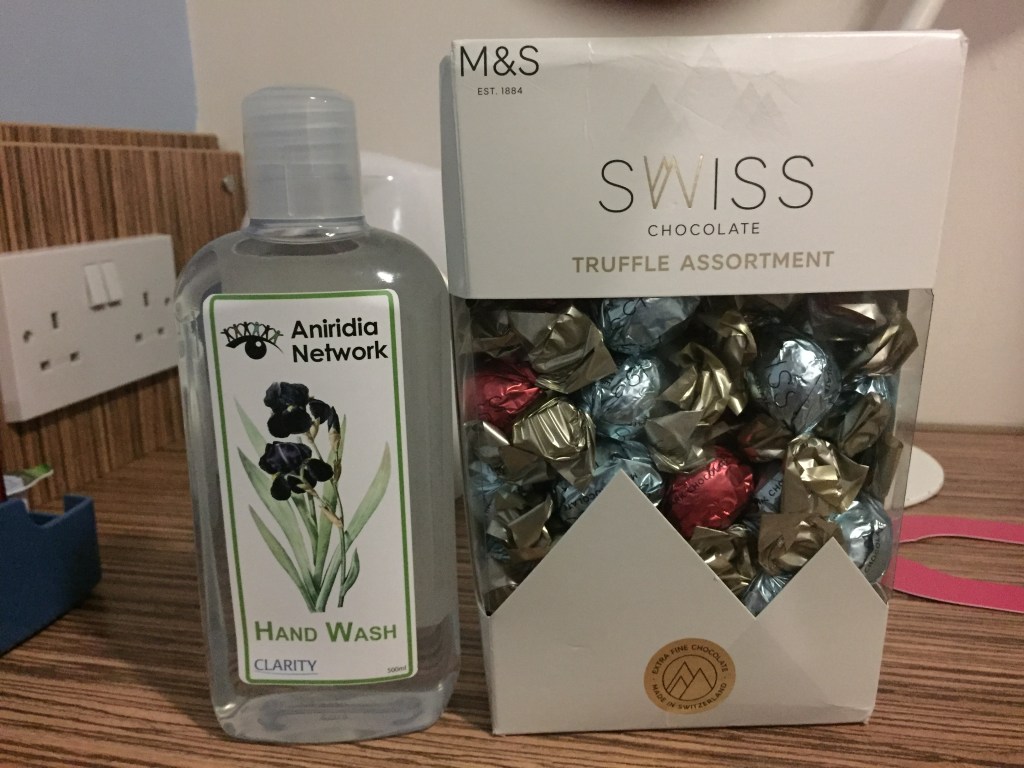 Aniridia
Network
HAND WASH
CLARITY
500ml
M&S
EST. 1884
SWISS
CHOCOLATE
TRUFFLE ASSORTMENT
EXTRA FINE CHOCOLATE
MADE IN SWITZERLAND